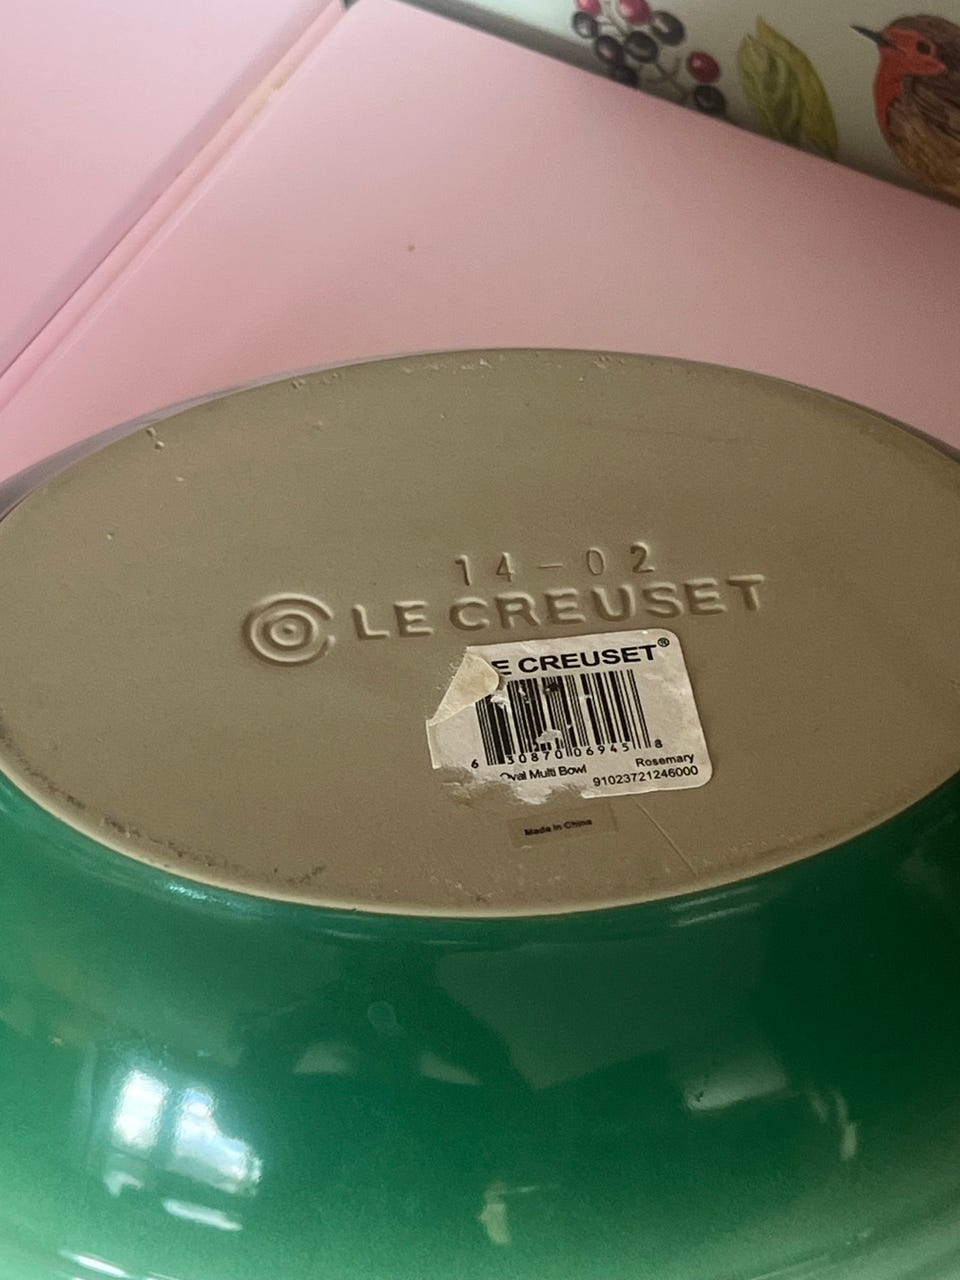 14-02
LE CREUSET
E CREUSET®
6 30870 06945 8
Oval Multi Bowl Rosemary
91023721246000
Made in China